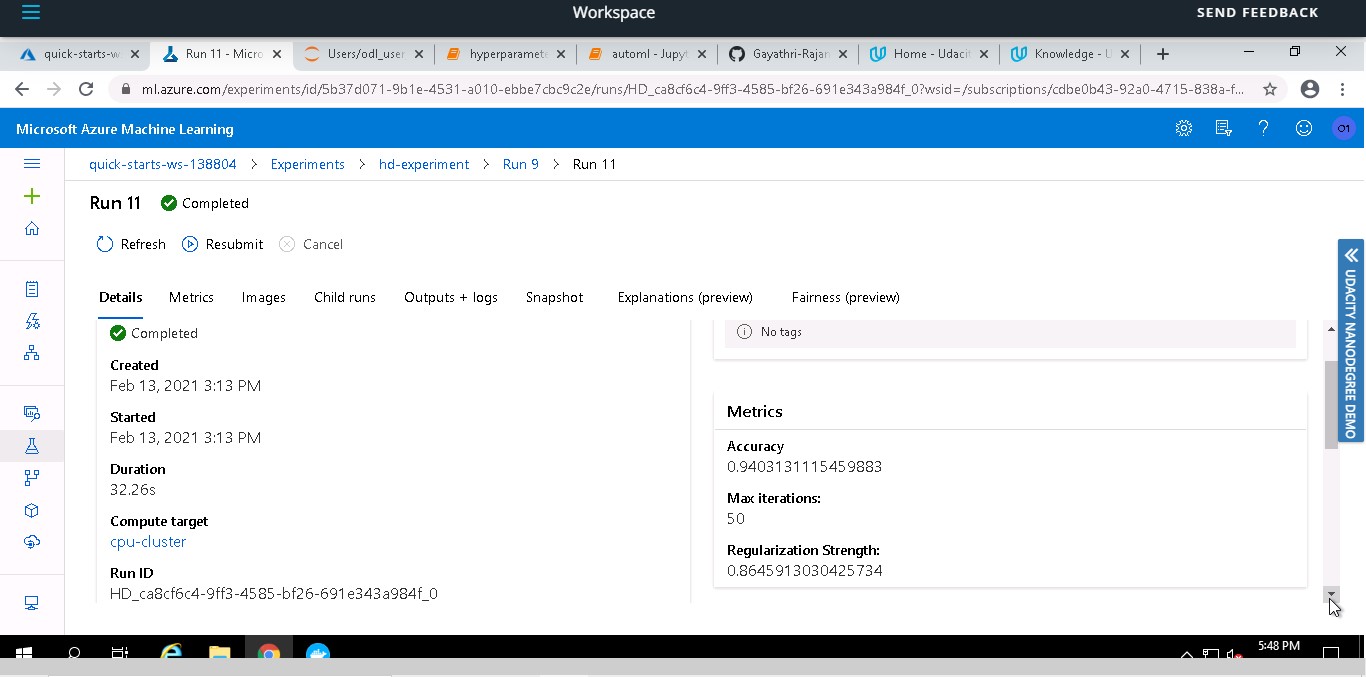 Workspace
SEND FEEDBACK
quick-starts-w
Run 11 - Micro
Users/odl_user
hyperparamet
automl - Jupyt
Gayathri-Rajan
Home - Udacit
Knowledge - U
ml.azure.com/experiments/id/5b37d071-9b1e-4531-a010-ebbe7cbc9c2e/runs/HD_ca8cf6c4-9ff3-4585-bf26-691e343a984f_0?wsid=/subscriptions/cdbe0b43-92a0-4715-838a-f...
Microsoft Azure Machine Learning
O1
quick-starts-ws-138804 > Experiments > hd-experiment > Run 9 > Run 11
Run 11 Completed
Refresh Resubmit Cancel
Details Metrics Images Child runs Outputs + logs Snapshot Explanations (preview) Fairness (preview)
Completed
Created
Feb 13, 2021 3:13 PM
Started
Feb 13, 2021 3:13 PM
Duration
32.26s
Compute target
cpu-cluster
Run ID
HD_ca8cf6c4-9ff3-4585-bf26-691e343a984f_0
No tags
Metrics
Accuracy
0.9403131115459883
Max iterations:
50
Regularization Strength:
0.8645913030425734
UDACITY NANODEGREE DEMO
5:48 PM